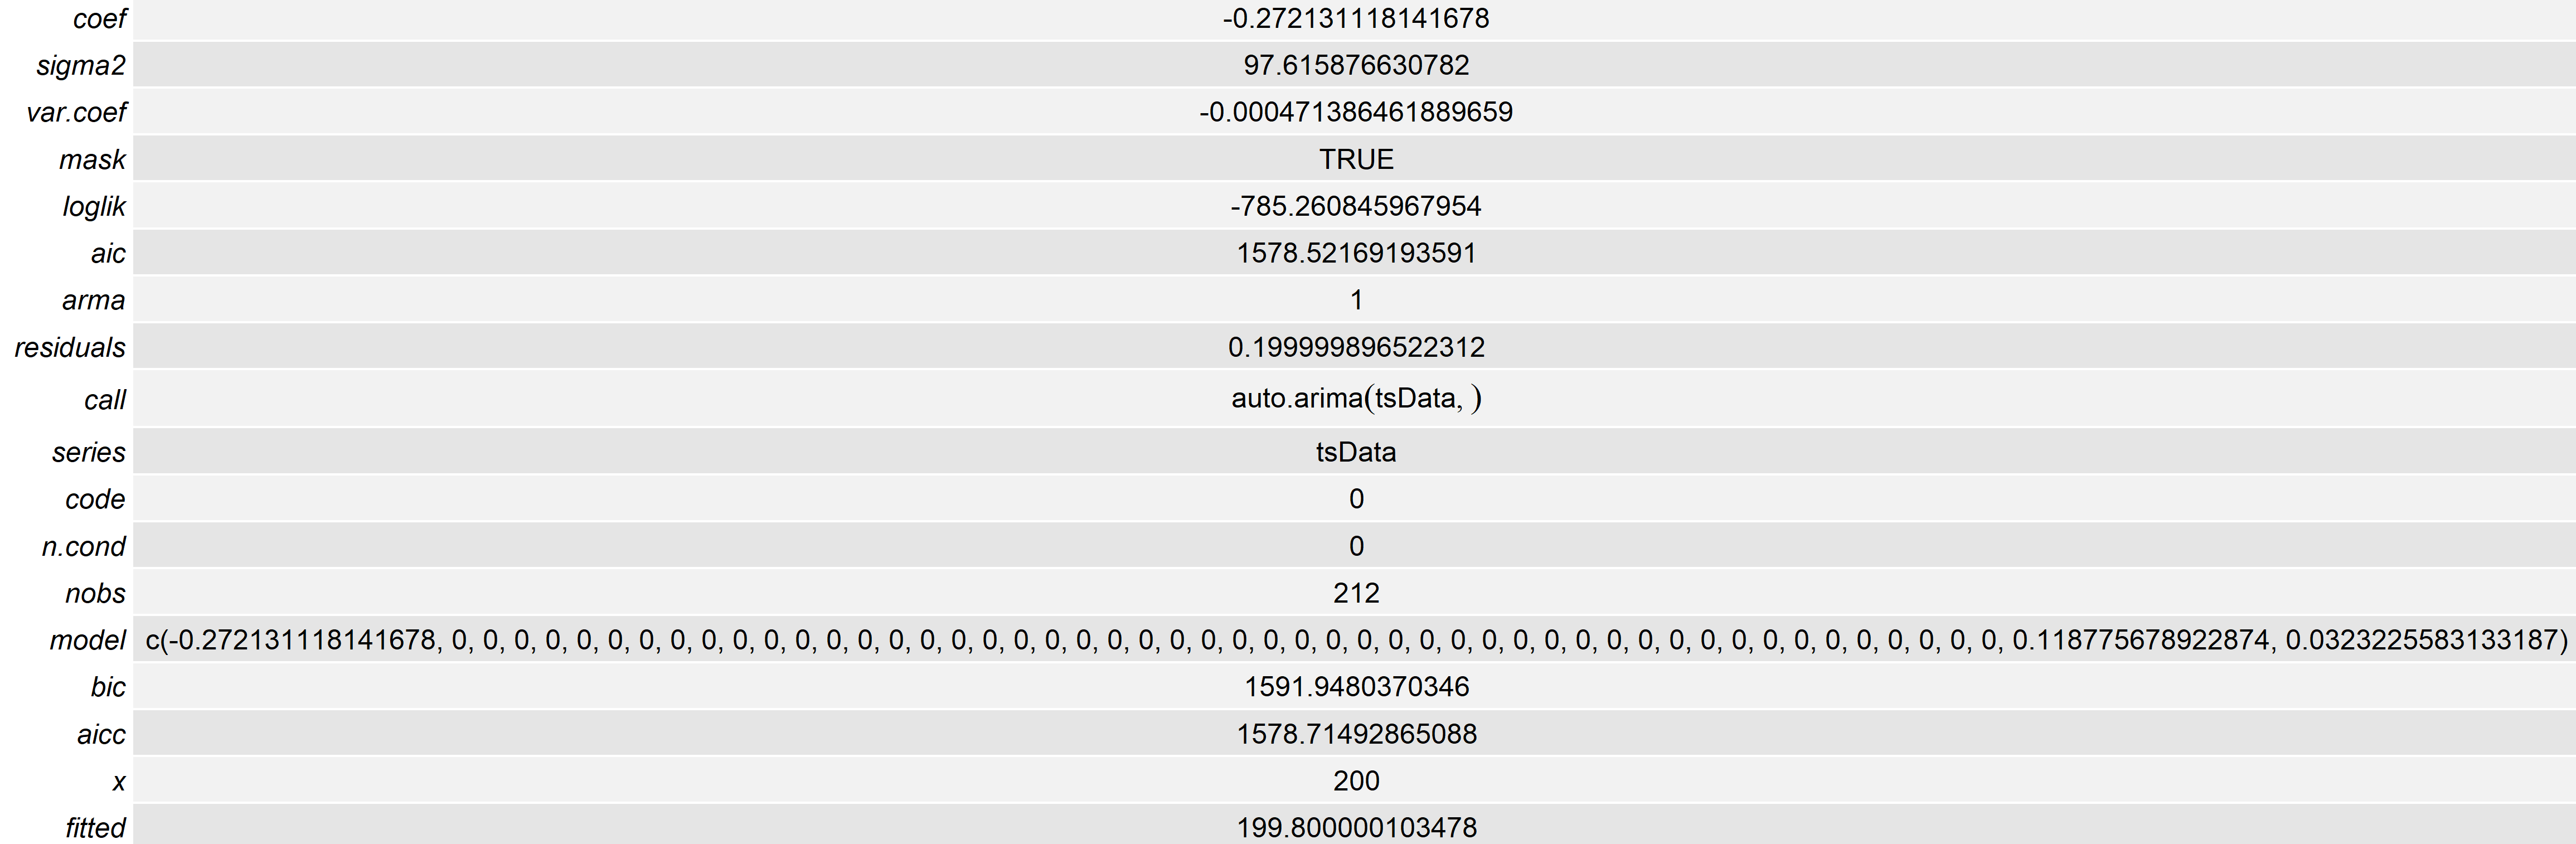 coef -0.272131118141678
sigma2 97.615876630782
var.coef -0.000471386461889659
mask TRUE
loglik -785.260845967954
aic 1578.52169193591
arma 1
residuals 0.199999896522312
call auto.arima(tsData, )
series tsData
code 0
n.cond 0
nobs 212
model c(-0.272131118141678, 0, 0, 0, 0, 0, 0, 0, 0, 0, 0, 0, 0, 0, 0, 0, 0, 0, 0, 0, 0, 0, 0, 0, 0, 0, 0, 0, 0, 0, 0, 0, 0, 0, 0, 0, 0, 0, 0, 0, 0, 0, 0, 0, 0, 0, 0, 0, 0, 0, 0, 0.118775678922874, 0.0323225583133187)
bic 1591.9480370346
aicc 1578.71492865088
x 200
fitted 199.800000103478